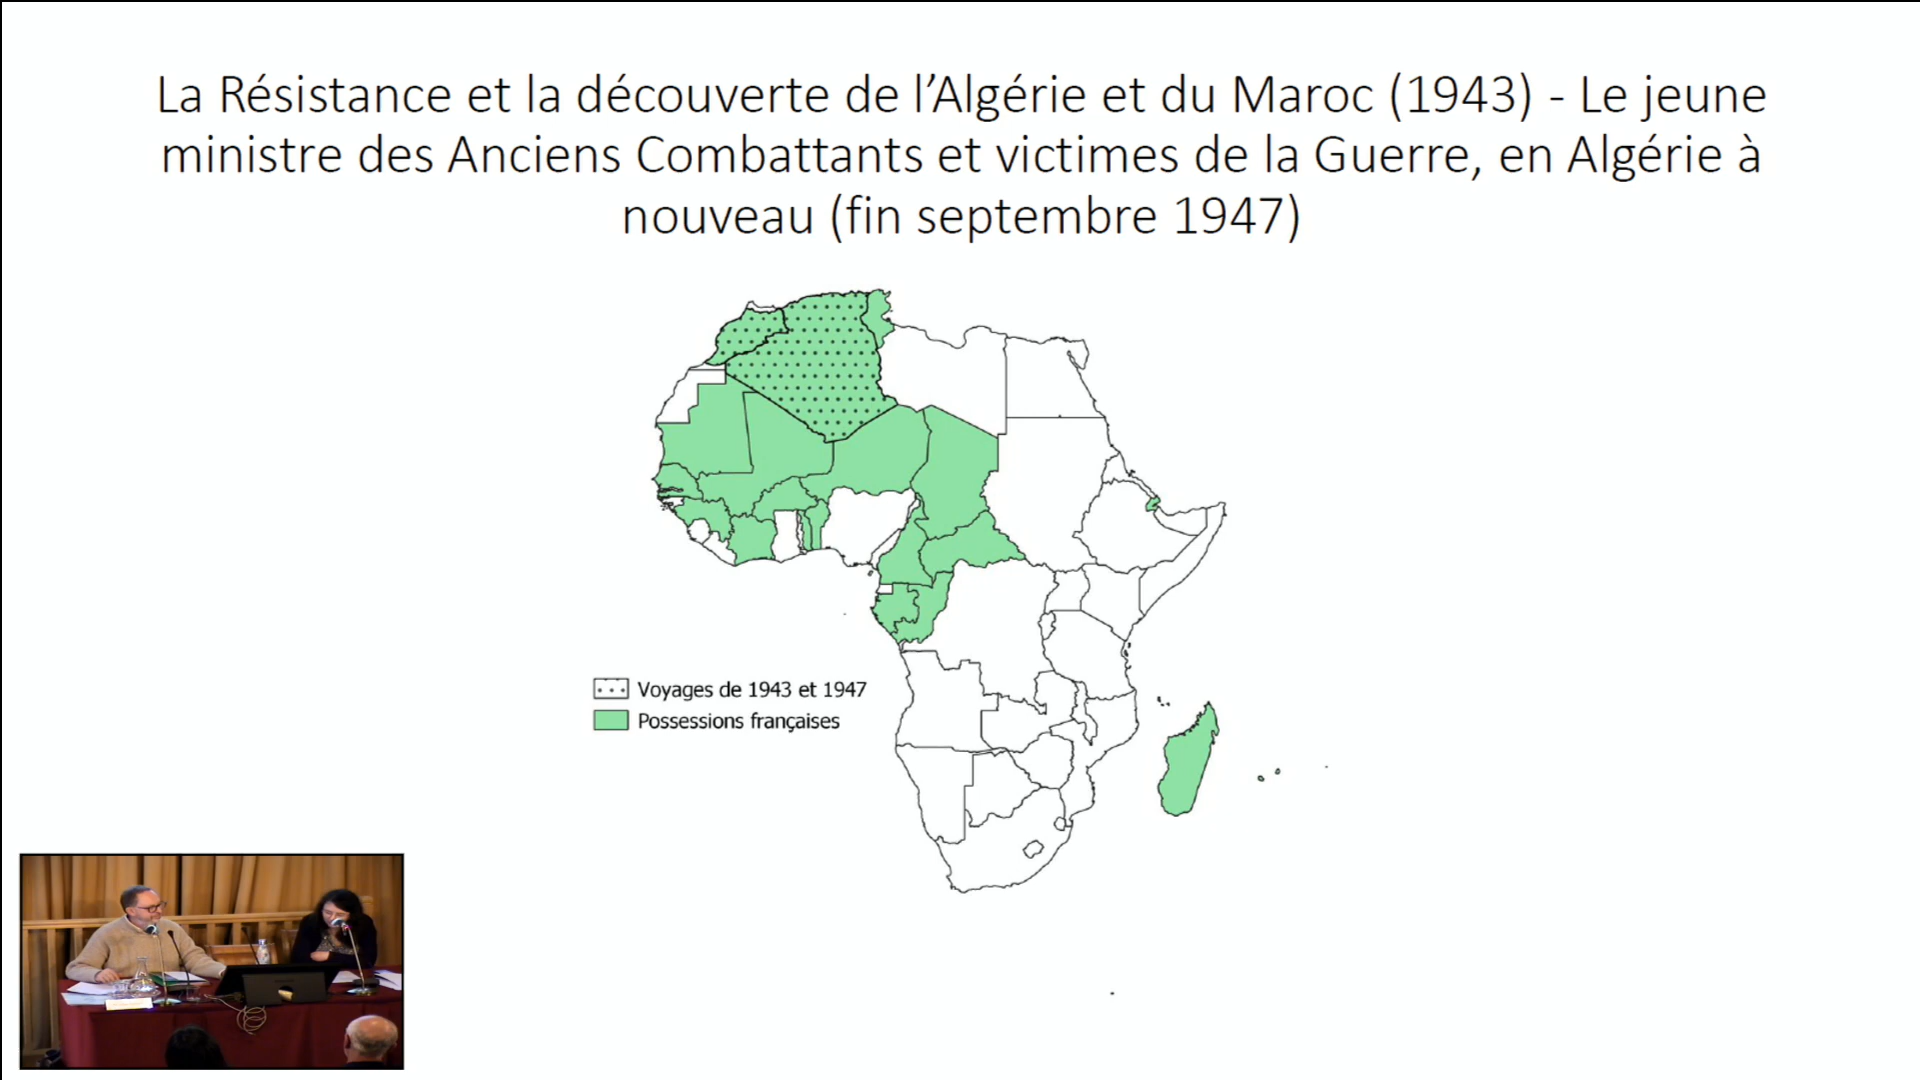 La Résistance et la découverte de l’Algérie et du Maroc (1943) - Le jeune
ministre des Anciens Combattants et victimes de la Guerre, en Algérie à
nouveau (fin septembre 1947)
Voyages de 1943 et 1947
Possessions françaises